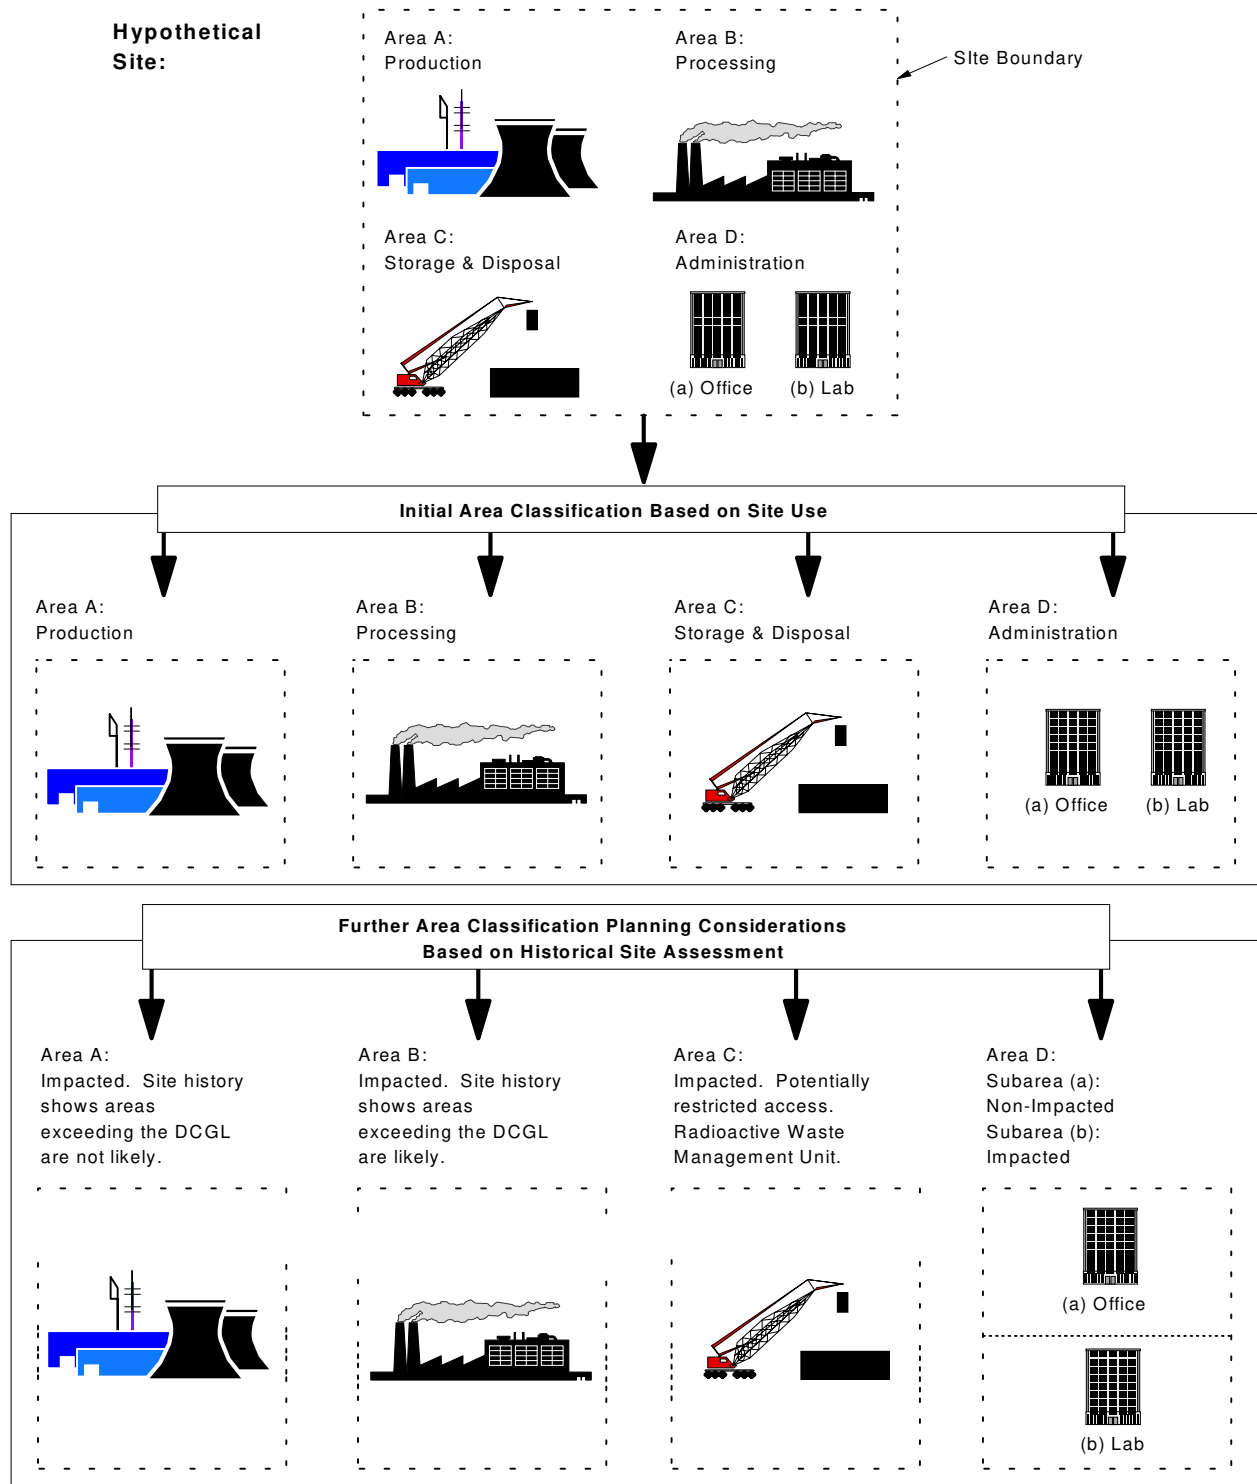 Hypothetical
Site:
Area A:
Production
Area B:
Processing
SIte Boundary
Area C:
Storage & Disposal
Area D:
Administration
(a) Office
(b) Lab
Initial Area Classification Based on Site Use
Area A:
Production
Area B:
Processing
Area C:
Storage & Disposal
Area D:
Administration
(a) Office
(b) Lab
Further Area Classification Planning Considerations
Based on Historical Site Assessment
Area A:
Impacted. Site history
shows areas
exceeding the DCGL
are not likely.
Area B:
Impacted. Site history
shows areas
exceeding the DCGL
are likely.
Area C:
Impacted. Potentially
restricted access.
Radioactive Waste
Management Unit.
Area D:
Subarea (a):
Non-Impacted
Subarea (b):
Impacted
(a) Office
(b) Lab